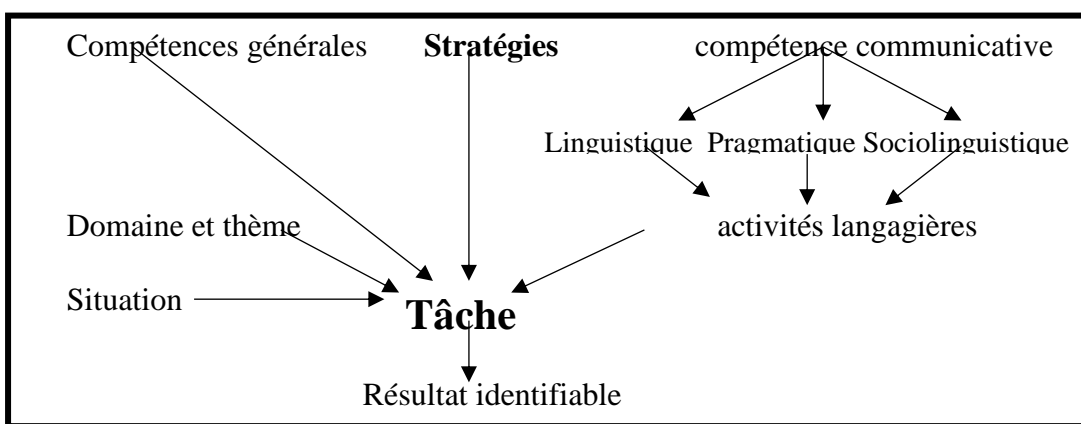 Compétences générales Stratégies compétence communicative
Linguistique Pragmatique Sociolinguistique
Domaine et thème activités langagières
Situation
Tâche
Résultat identifiable